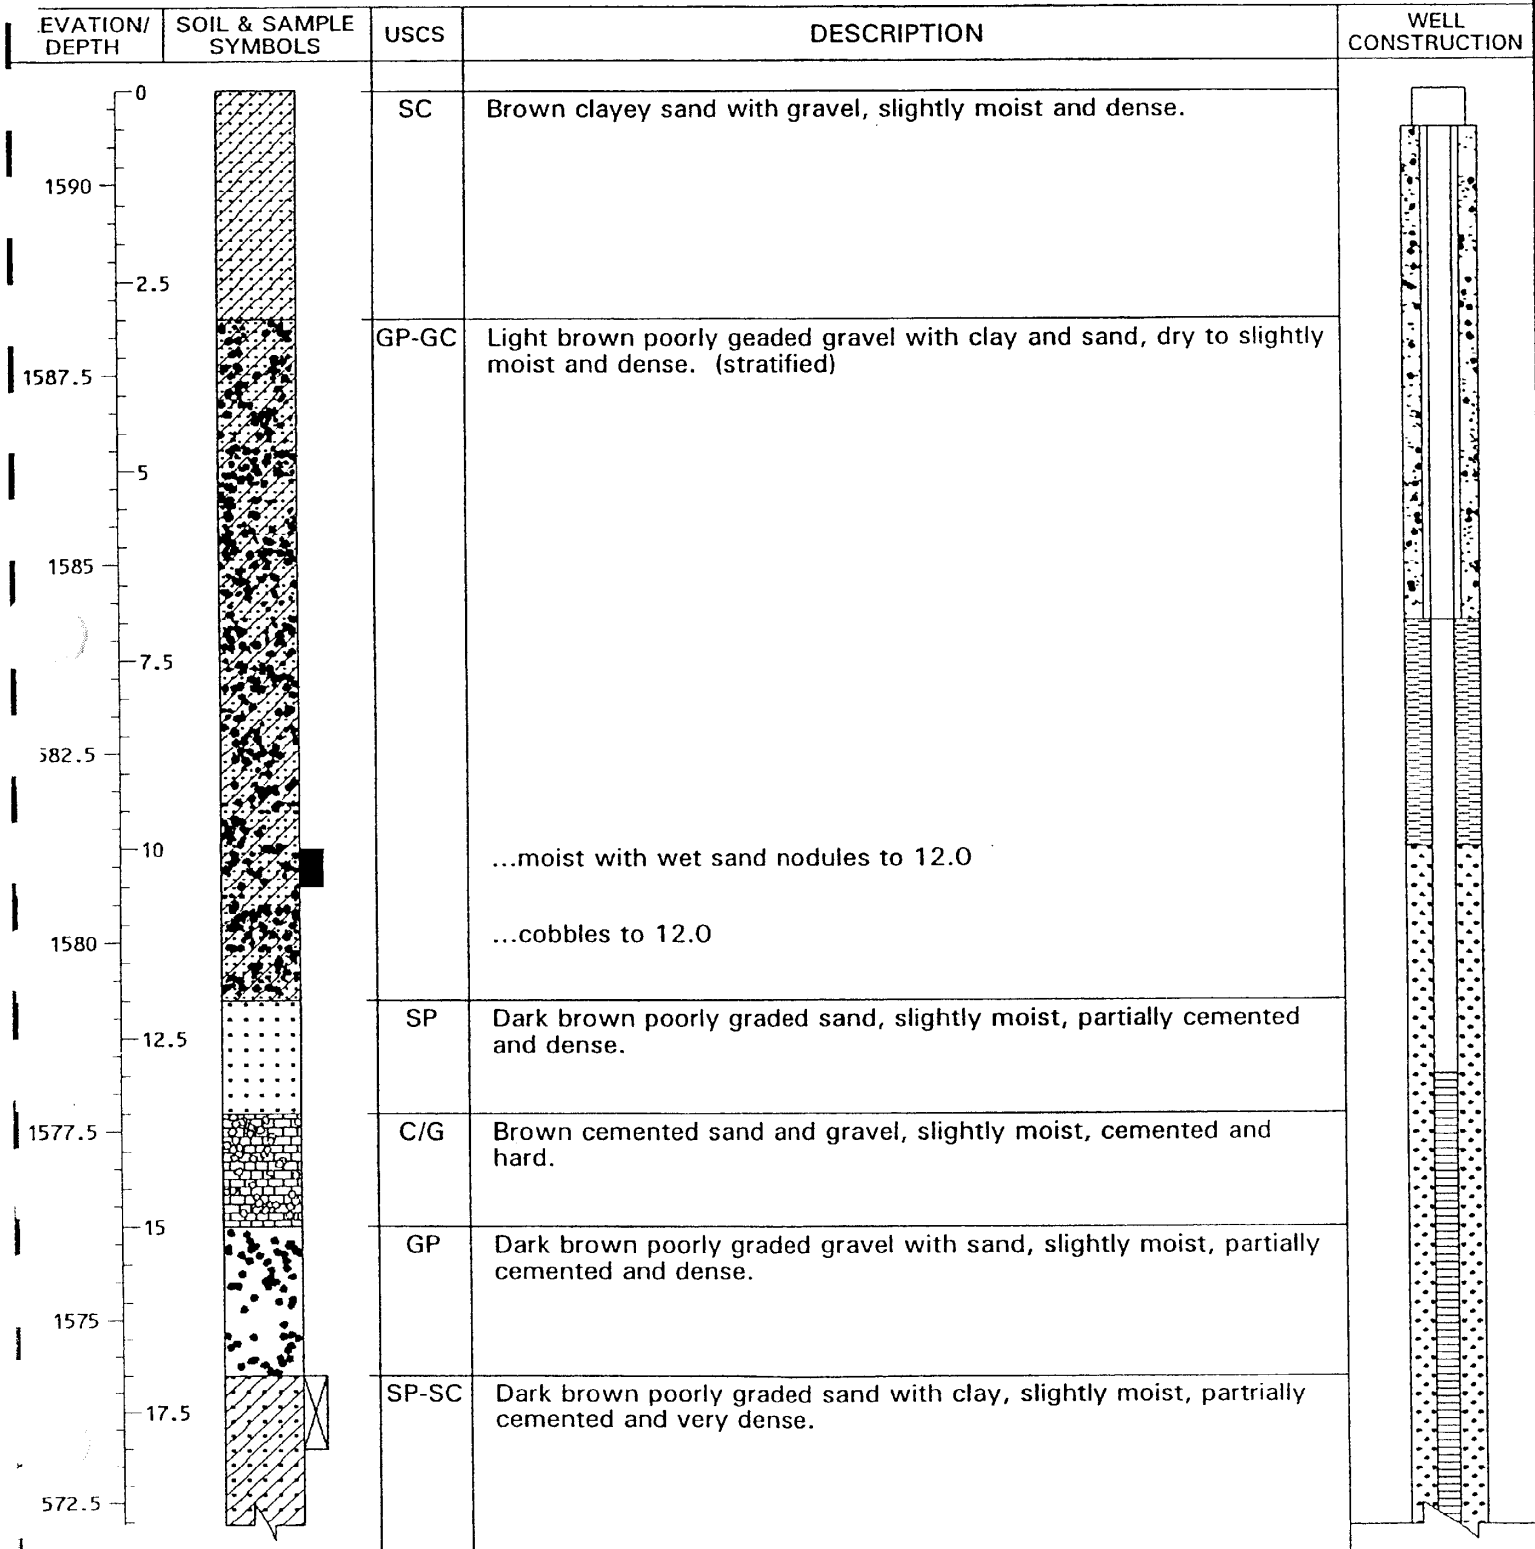 EVATION/ DEPTH
SOIL & SAMPLE SYMBOLS
USCS
DESCRIPTION
WELL CONSTRUCTION
0
SC
Brown clayey sand with gravel, slightly moist and dense.
1590
2.5
GP-GC
Light brown poorly geaded gravel with clay and sand, dry to slightly
moist and dense. (stratified)
1587.5
5
1585
7.5
582.5
10
...moist with wet sand nodules to 12.0
1580
...cobbles to 12.0
SP
Dark brown poorly graded sand, slightly moist, partially cemented
and dense.
12.5
1577.5
C/G
Brown cemented sand and gravel, slightly moist, cemented and
hard.
15
GP
Dark brown poorly graded gravel with sand, slightly moist, partially
cemented and dense.
1575
SP-SC
Dark brown poorly graded sand with clay, slightly moist, partrially
cemented and very dense.
17.5
572.5